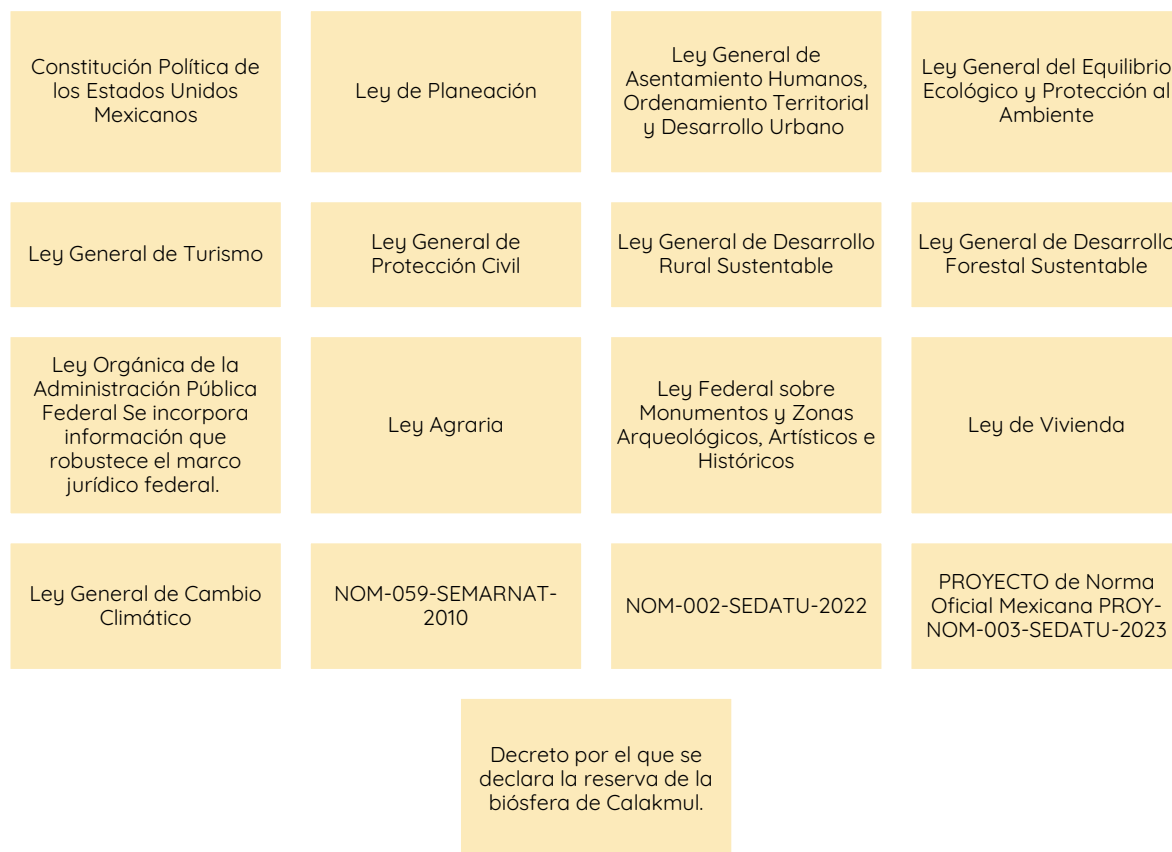 Constitución Política de
los Estados Unidos
Mexicanos
Ley de Planeación
Ley General de
Asentamiento Humanos,
Ordenamiento Territorial
y Desarrollo Urbano
Ley General del Equilibrio
Ecológico y Protección al
Ambiente
Ley General de Turismo
Ley General de
Protección Civil
Ley General de Desarrollo
Rural Sustentable
Ley General de Desarrollo
Forestal Sustentable
Ley Orgánica de la
Administración Pública
Federal Se incorpora
información que
robustece el marco
jurídico federal.
Ley Agraria
Ley Federal sobre
Monumentos y Zonas
Arqueológicos, Artísticos e
Históricos
Ley de Vivienda
Ley General de Cambio
Climático
NOM-059-SEMARNAT-
2010
NOM-002-SEDATU-2022
PROYECTO de Norma
Oficial Mexicana PROY-
NOM-003-SEDATU-2023
Decreto por el que se
declara la reserva de la
biósfera de Calakmul.